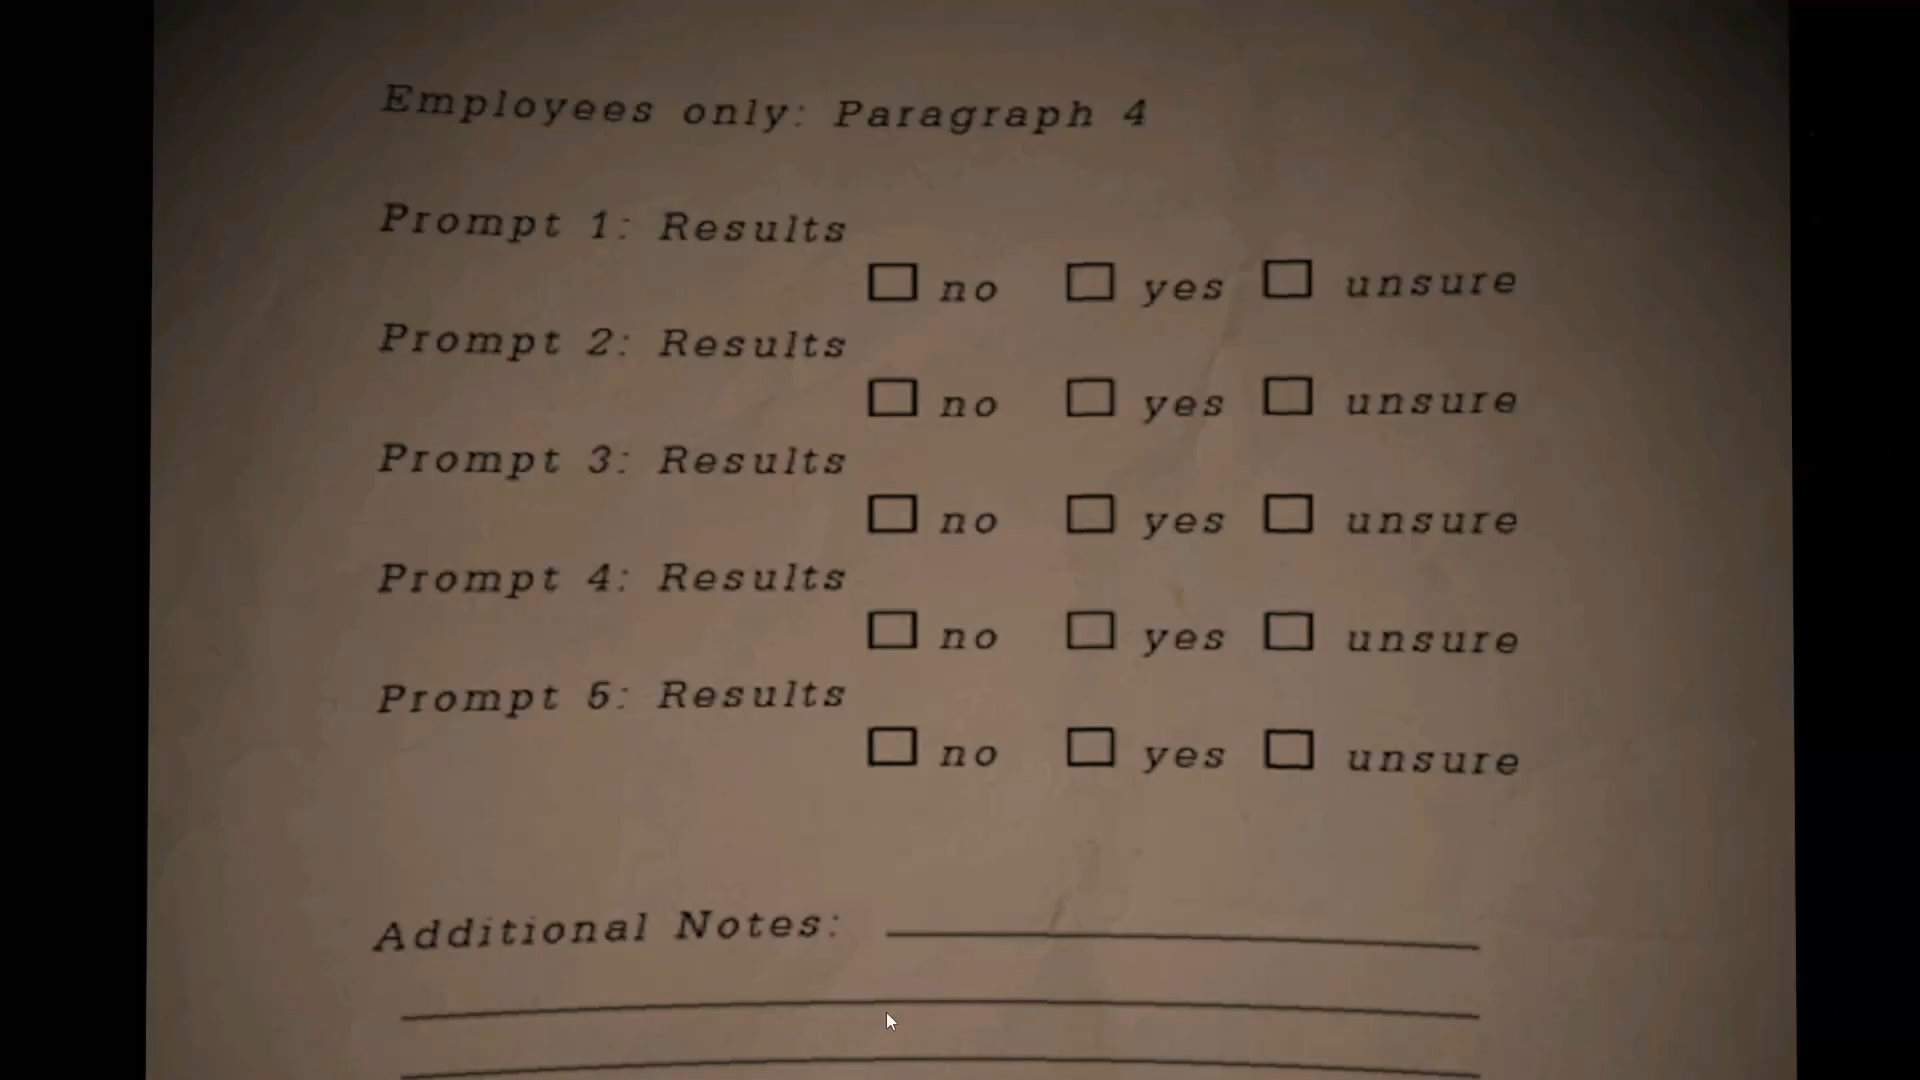 Employees only: Paragraph 4
Prompt 1: Results
no yes unsure
Prompt 2: Results
no yes unsure
Prompt 3: Results
no yes unsure
Prompt 4: Results
no yes unsure
Prompt 5: Results
no yes unsure
Additional Notes: